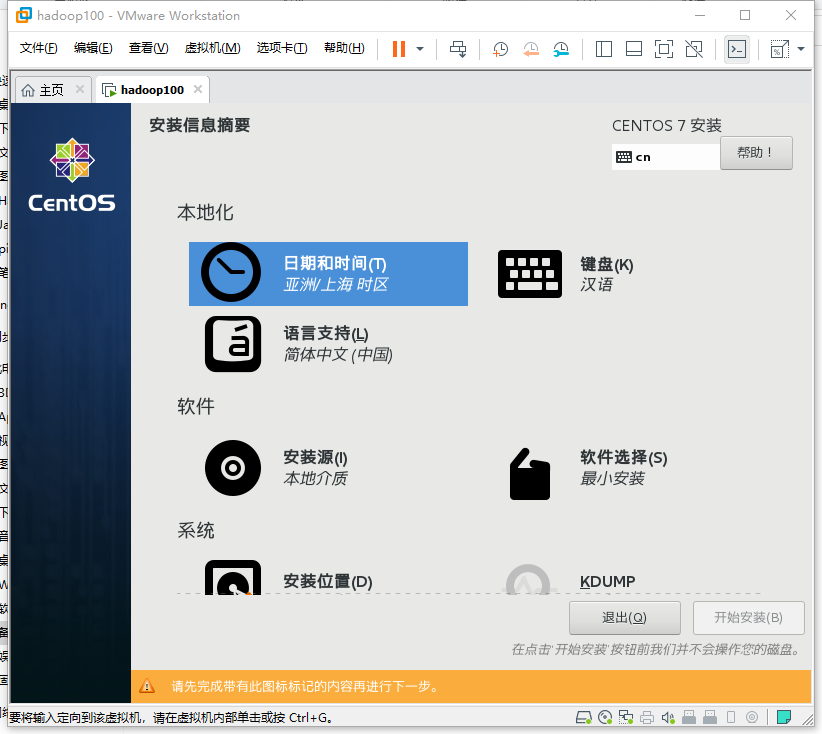 hadoop100 - VMware Workstation
文件(F) 编辑(E) 查看(V) 虚拟机(M) 选项卡(T) 帮助(H)
主页 hadoop100
安装信息摘要
CENTOS 7 安装
cn 帮助！
CentOS
本地化
日期和时间(T)
亚洲/上海 时区
键盘(K)
汉语
语言支持(L)
简体中文 (中国)
软件
安装源(I)
本地介质
软件选择(S)
最小安装
系统
安装位置(D)
KDUMP
退出(Q) 开始安装(B)
在点击'开始安装'按钮前我们并不会操作您的磁盘。
请先完成带有此图标标记的内容再进行下一步。
要将输入定向到该虚拟机，请在虚拟机内部单击或按 Ctrl+G。